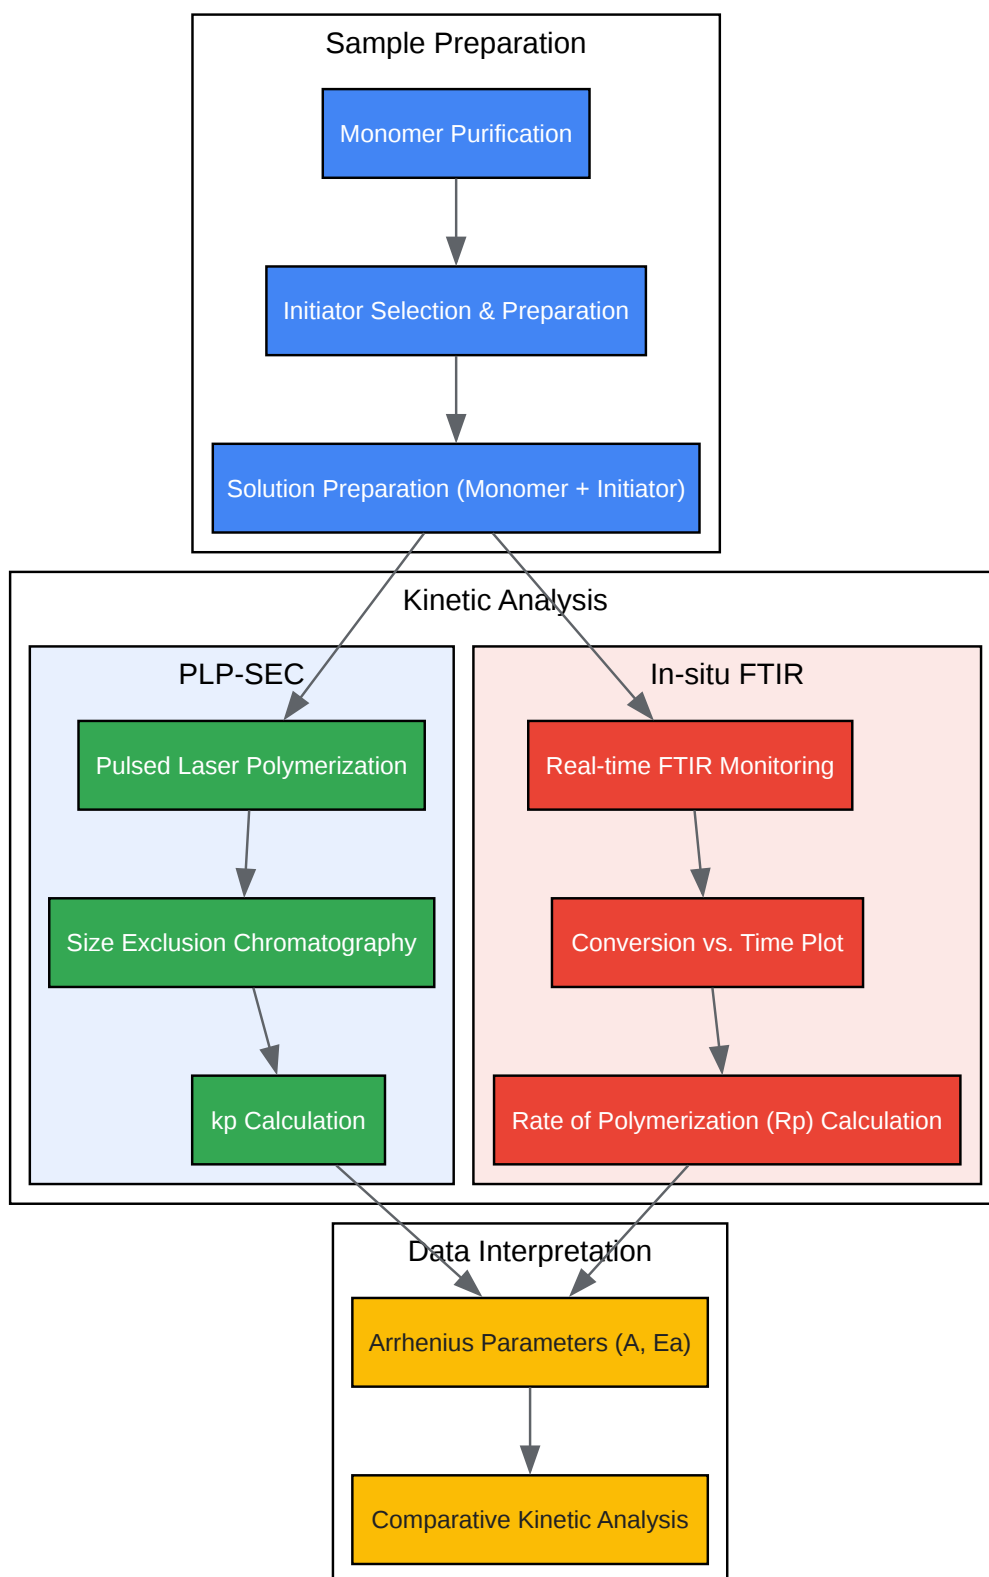 Sample Preparation
Monomer Purification
Initiator Selection & Preparation
Solution Preparation (Monomer + Initiator)
Kinetic Analysis
PLP-SEC
Pulsed Laser Polymerization
Size Exclusion Chromatography
kp Calculation
In-situ FTIR
Real-time FTIR Monitoring
Conversion vs. Time Plot
Rate of Polymerization (Rp) Calculation
Data Interpretation
Arrhenius Parameters (A, Ea)
Comparative Kinetic Analysis